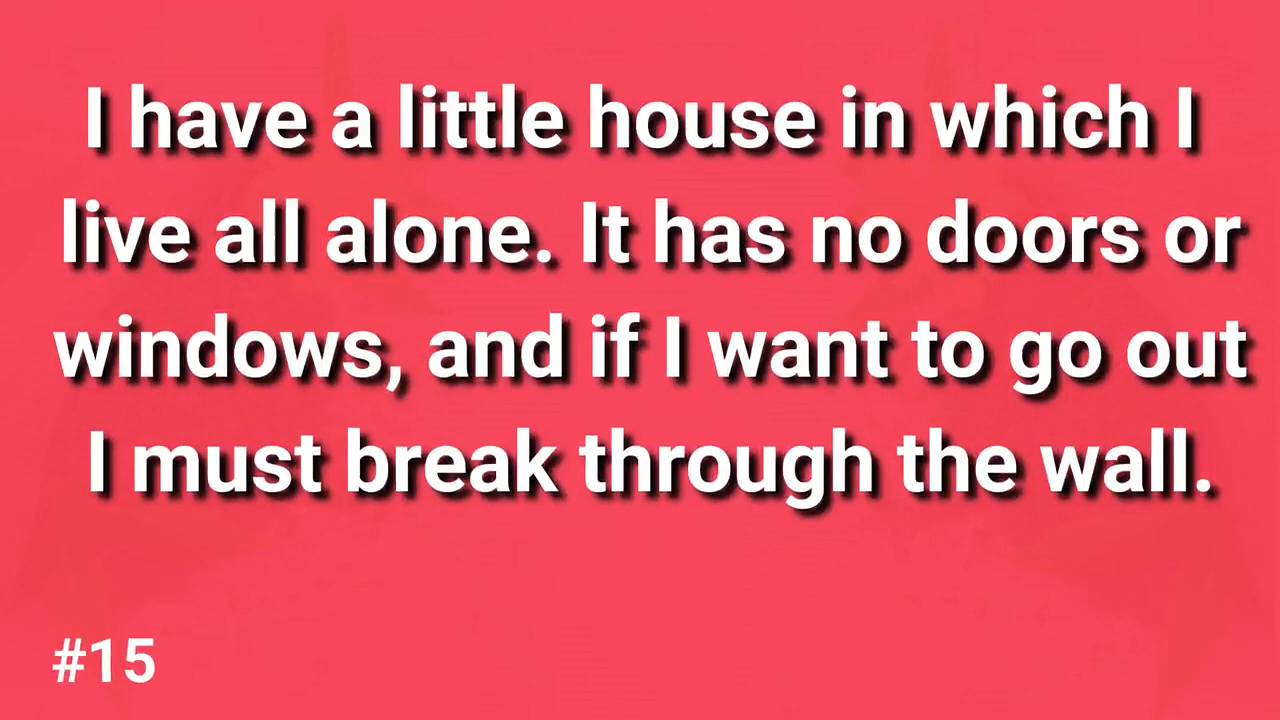 I have a little house in which I
live all alone. It has no doors or
windows, and if I want to go out
I must break through the wall.
#15